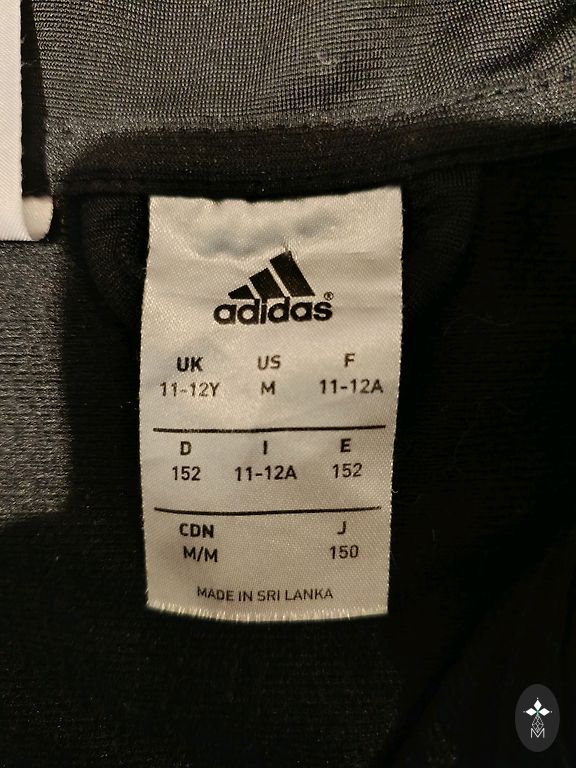 adidas®
UK US F
11-12Y M 11-12A
D I E
152 11-12A 152
CDN J
M/M 150
MADE IN SRI LANKA
M